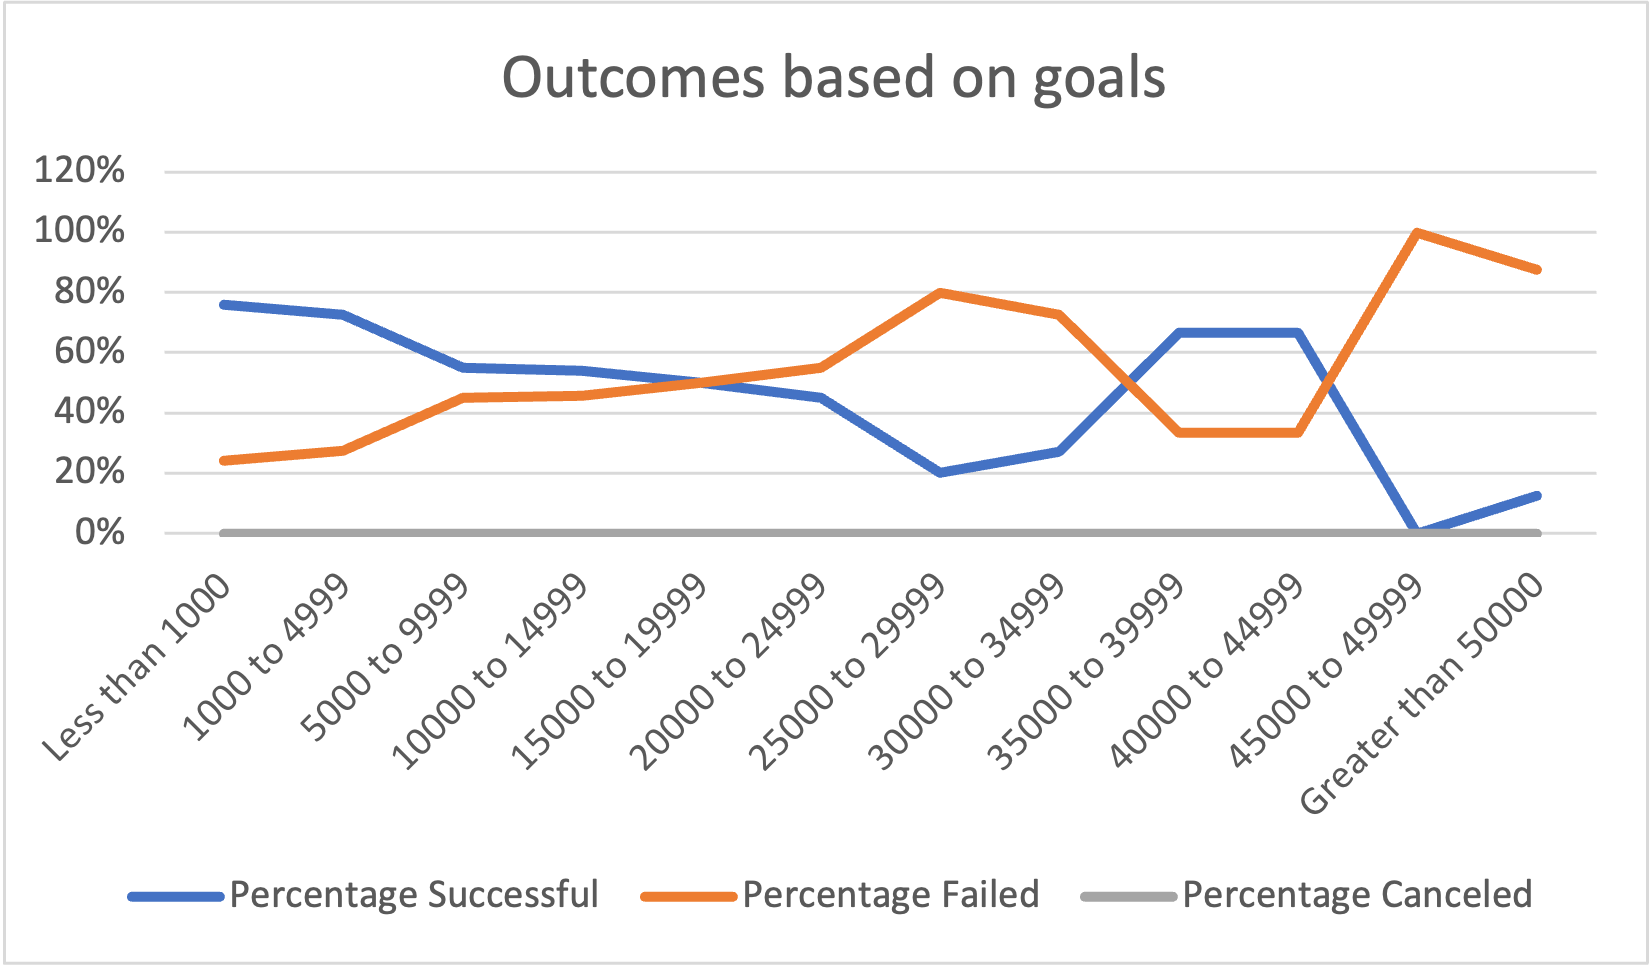 Outcomes based on goals
120%
100%
80%
60%
40%
20%
0%
Less than 1000
1000 to 4999
5000 to 9999
10000 to 14999
15000 to 19999
20000 to 24999
25000 to 29999
30000 to 34999
35000 to 39999
40000 to 44999
45000 to 49999
Greater than 50000
Percentage Successful
Percentage Failed
Percentage Canceled